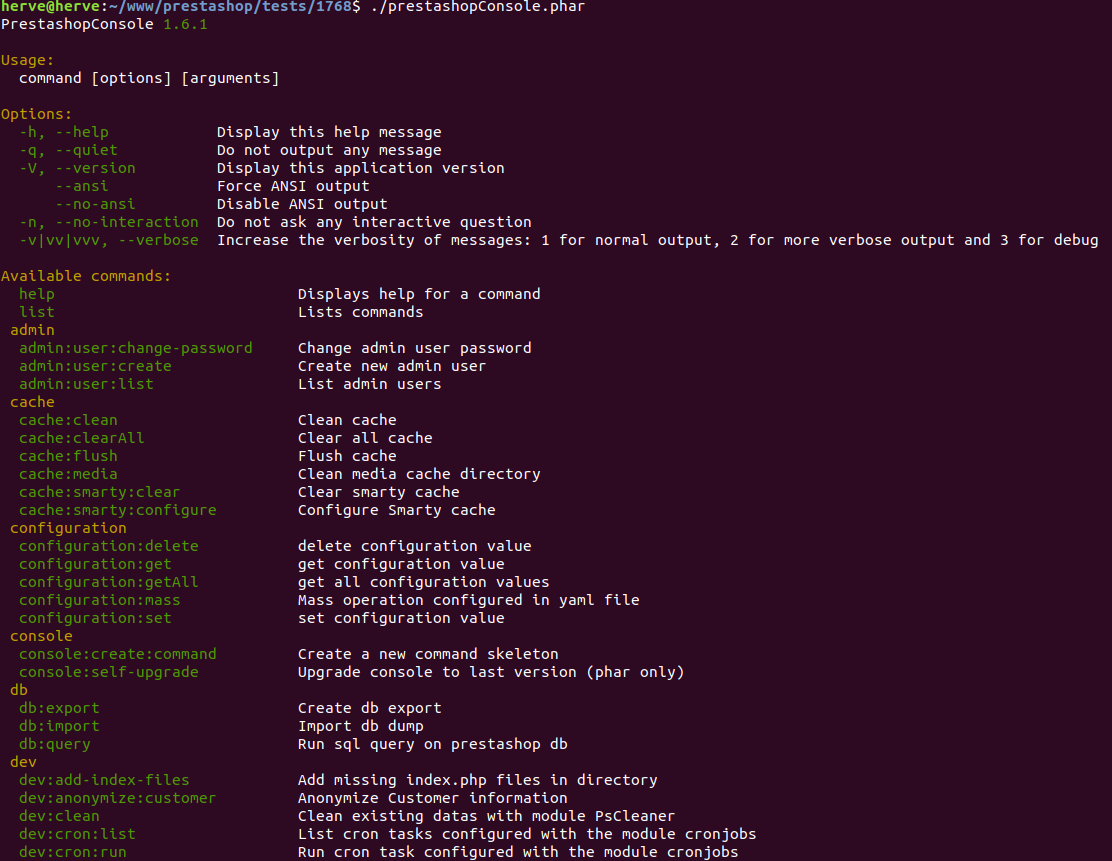 herve@herve:~/www/prestashop/tests/1768$ ./prestashopConsole.phar
PrestashopConsole 1.6.1

Usage:
  command [options] [arguments]

Options:
  -h, --help            Display this help message
  -q, --quiet           Do not output any message
  -V, --version         Display this application version
      --ansi            Force ANSI output
      --no-ansi         Disable ANSI output
  -n, --no-interaction  Do not ask any interactive question
  -v|vv|vvv, --verbose  Increase the verbosity of messages: 1 for normal output, 2 for more verbose output and 3 for debug

Available commands:
  help                           Displays help for a command
  list                           Lists commands
 admin
  admin:user:change-password     Change admin user password
  admin:user:create              Create new admin user
  admin:user:list                List admin users
 cache
  cache:clean                    Clean cache
  cache:clearAll                 Clear all cache
  cache:flush                    Flush cache
  cache:media                    Clean media cache directory
  cache:smarty:clear             Clear smarty cache
  cache:smarty:configure         Configure Smarty cache
 configuration
  configuration:delete           delete configuration value
  configuration:get              get configuration value
  configuration:getAll           get all configuration values
  configuration:mass             Mass operation configured in yaml file
  configuration:set              set configuration value
 console
  console:create:command         Create a new command skeleton
  console:self-upgrade           Upgrade console to last version (phar only)
 db
  db:export                      Create db export
  db:import                      Import db dump
  db:query                       Run sql query on prestashop db
 dev
  dev:add-index-files            Add missing index.php files in directory
  dev:anonymize:customer         Anonymize Customer information
  dev:clean                      Clean existing datas with module PsCleaner
  dev:cron:list                  List cron tasks configured with the module cronjobs
  dev:cron:run                   Run cron task configured with the module cronjobs